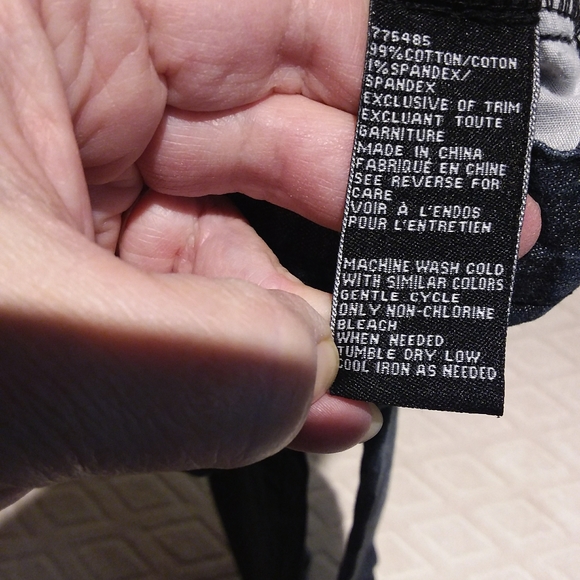 775485
99%COTTON/COTON
1%SPANDEX/
SPANDEX
EXCLUSIVE OF TRIM
EXCLUANT TOUTE
GARNITURE
MADE IN CHINA
FABRIQUÉ EN CHINE
SEE REVERSE FOR
CARE
VOIR À L'ENDOS
POUR L'ENTRETIEN
MACHINE WASH COLD
WITH SIMILAR COLORS
GENTLE CYCLE
ONLY NON-CHLORINE
BLEACH
WHEN NEEDED
TUMBLE DRY LOW
COOL IRON AS NEEDED